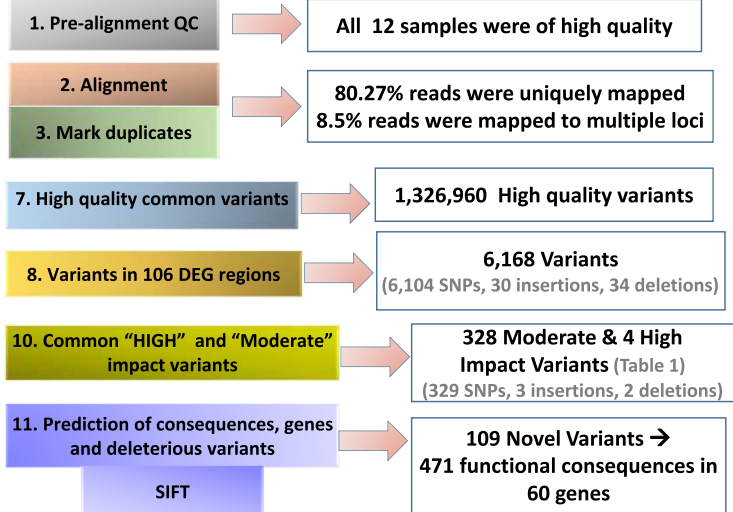 1. Pre-alignment QC
All 12 samples were of high quality
2. Alignment
3. Mark duplicates
80.27% reads were uniquely mapped
8.5% reads were mapped to multiple loci
7. High quality common variants
1,326,960 High quality variants
8. Variants in 106 DEG regions
6,168 Variants
(6,104 SNPs, 30 insertions, 34 deletions)
10. Common “HIGH” and “Moderate”
impact variants
328 Moderate & 4 High
Impact Variants (Table 1)
(329 SNPs, 3 insertions, 2 deletions)
11. Prediction of consequences, genes
and deleterious variants
SIFT
109 Novel Variants →
471 functional consequences in
60 genes